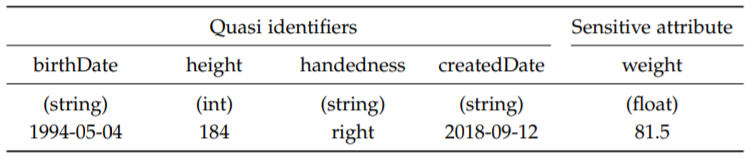 Quasi identifiers Sensitive attribute
birthDate height handedness createdDate weight
(string) (int) (string) (string) (float)
1994-05-04 184 right 2018-09-12 81.5